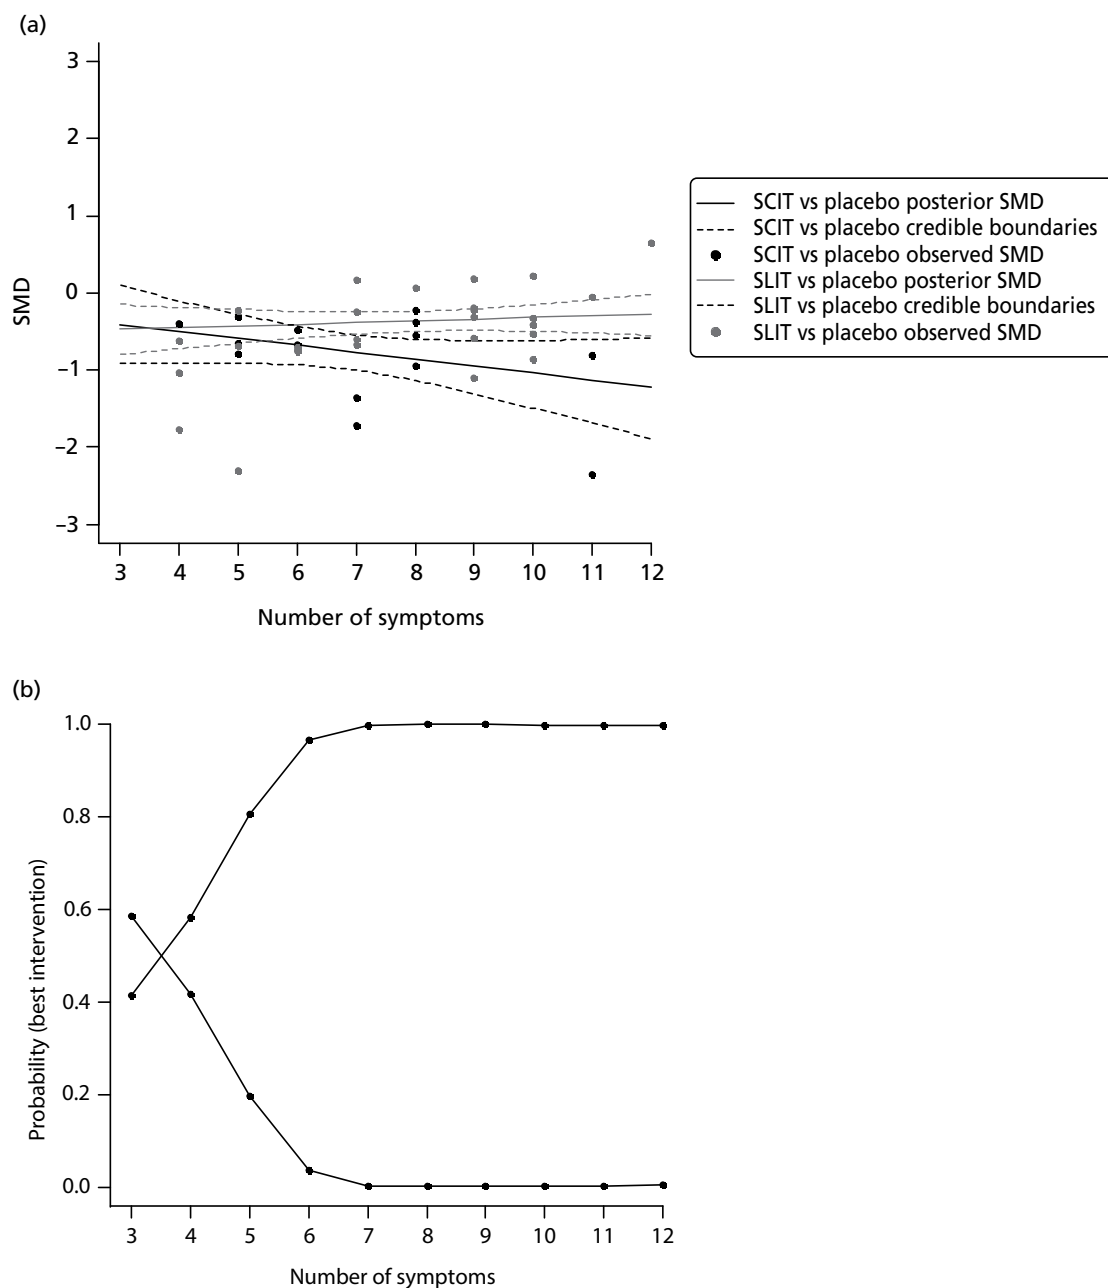 (a)
3
2
1
0
–1
–2
–3
SMD
3 4 5 6 7 8 9 10 11 12
Number of symptoms
SCIT vs placebo posterior SMD
SCIT vs placebo credible boundaries
SCIT vs placebo observed SMD
SLIT vs placebo posterior SMD
SLIT vs placebo credible boundaries
SLIT vs placebo observed SMD
(b)
1.0
0.8
0.6
0.4
0.2
0.0
Probability (best intervention)
3 4 5 6 7 8 9 10 11 12
Number of symptoms